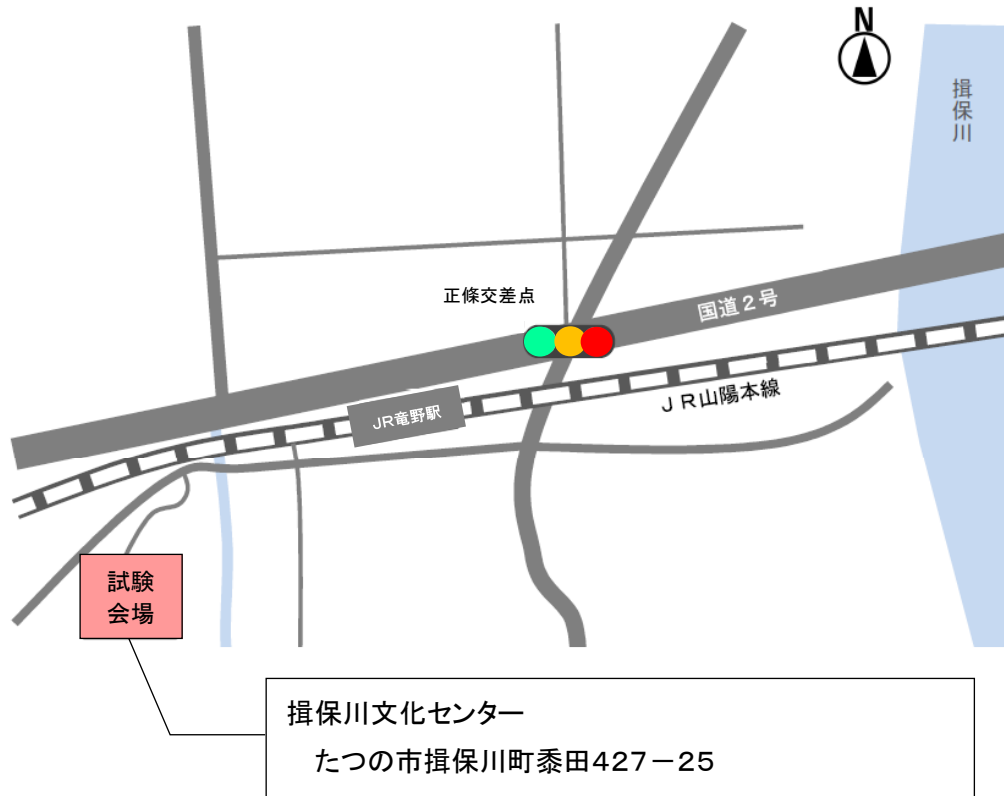 N
揖保川
正條交差点
国道２号
ＪＲ山陽本線
ＪＲ竜野駅
試験
会場
揖保川文化センター
たつの市揖保川町黍田４２７－２５